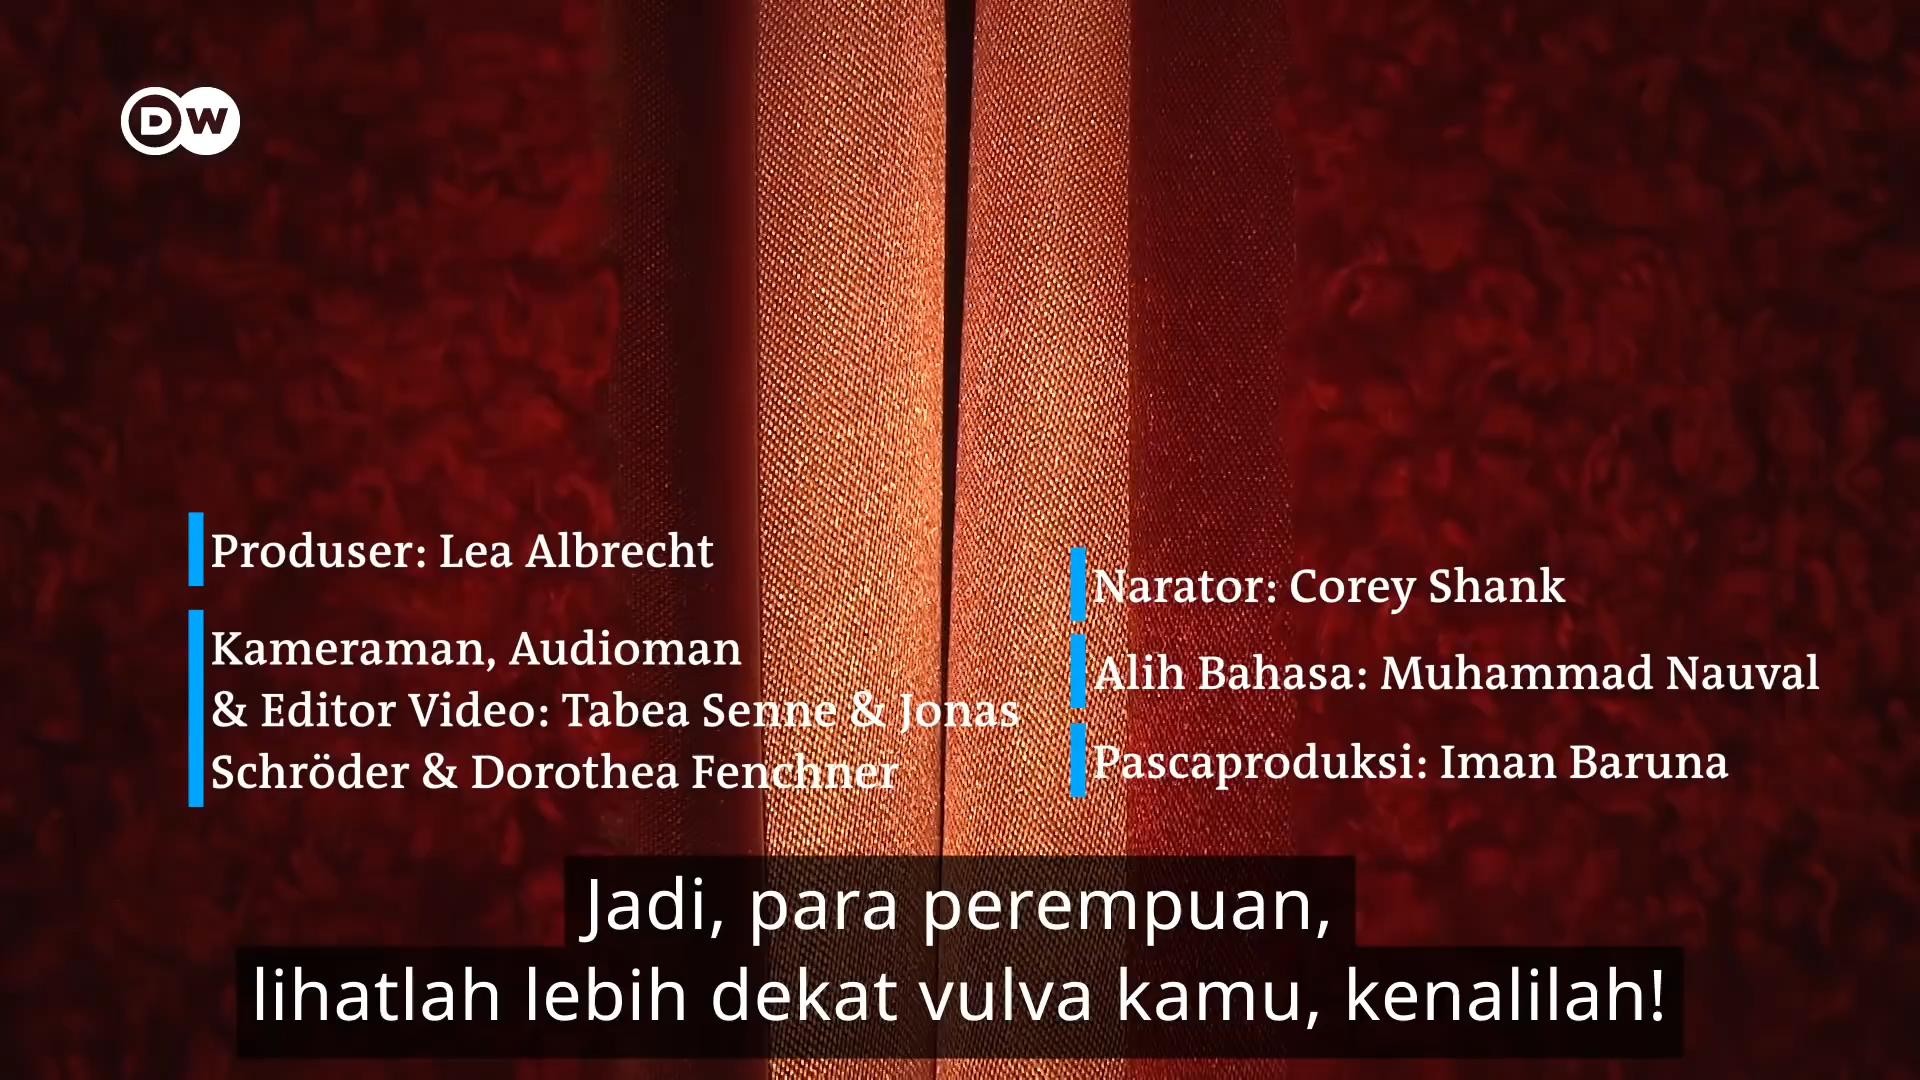 DW
Produser: Lea Albrecht
Kameraman, Audioman
& Editor Video: Tabea Senne & Jonas
Schröder & Dorothea Fenchner
Narator: Corey Shank
Alih Bahasa: Muhammad Nauval
Pascaproduksi: Iman Baruna
Jadi, para perempuan,
lihatlah lebih dekat vulva kamu, kenalilah!